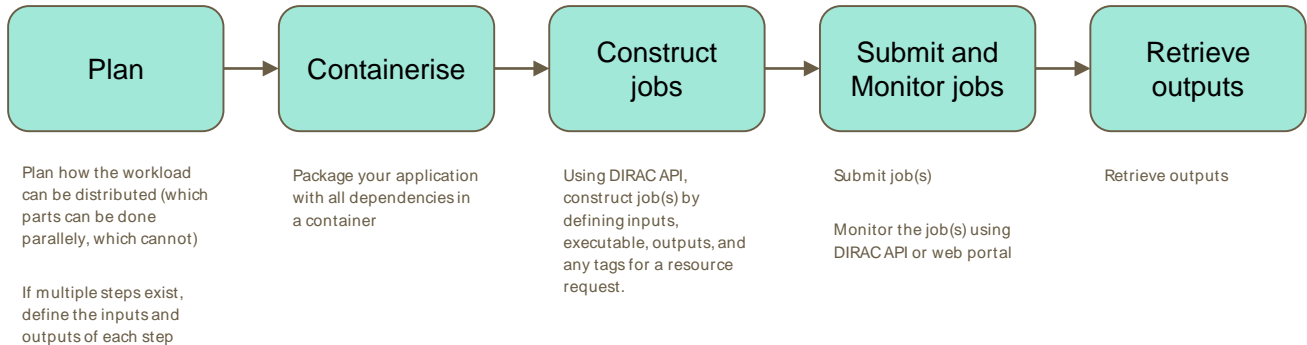 Plan
Containerise
Construct
jobs
Submit and
Monitor jobs
Retrieve
outputs
Plan how the workload
can be distributed (which
parts can be done
parallely, which cannot)
If multiple steps exist,
define the inputs and
outputs of each step
Package your application
with all dependencies in
a container
Using DIRAC API,
construct job(s) by
defining inputs,
executable, outputs, and
any tags for a resource
request.
Submit job(s)
Monitor the job(s) using
DIRAC API or web portal
Retrieve outputs